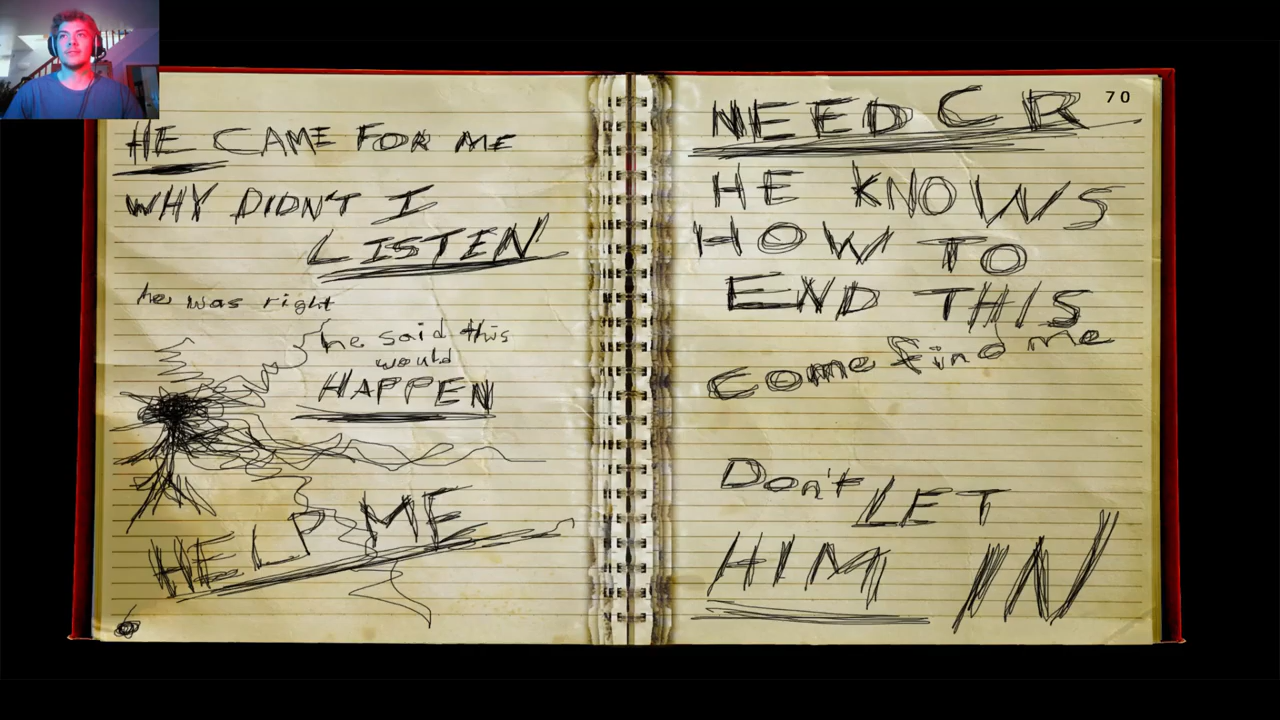 HE CAME FOR ME
WHY DIDN'T I
LISTEN
he was right
he said this
would
HAPPEN
HELP ME
70
NEED CR
HE KNOWS
HOW TO
END THIS
come find me
Don't LET
HIM IN